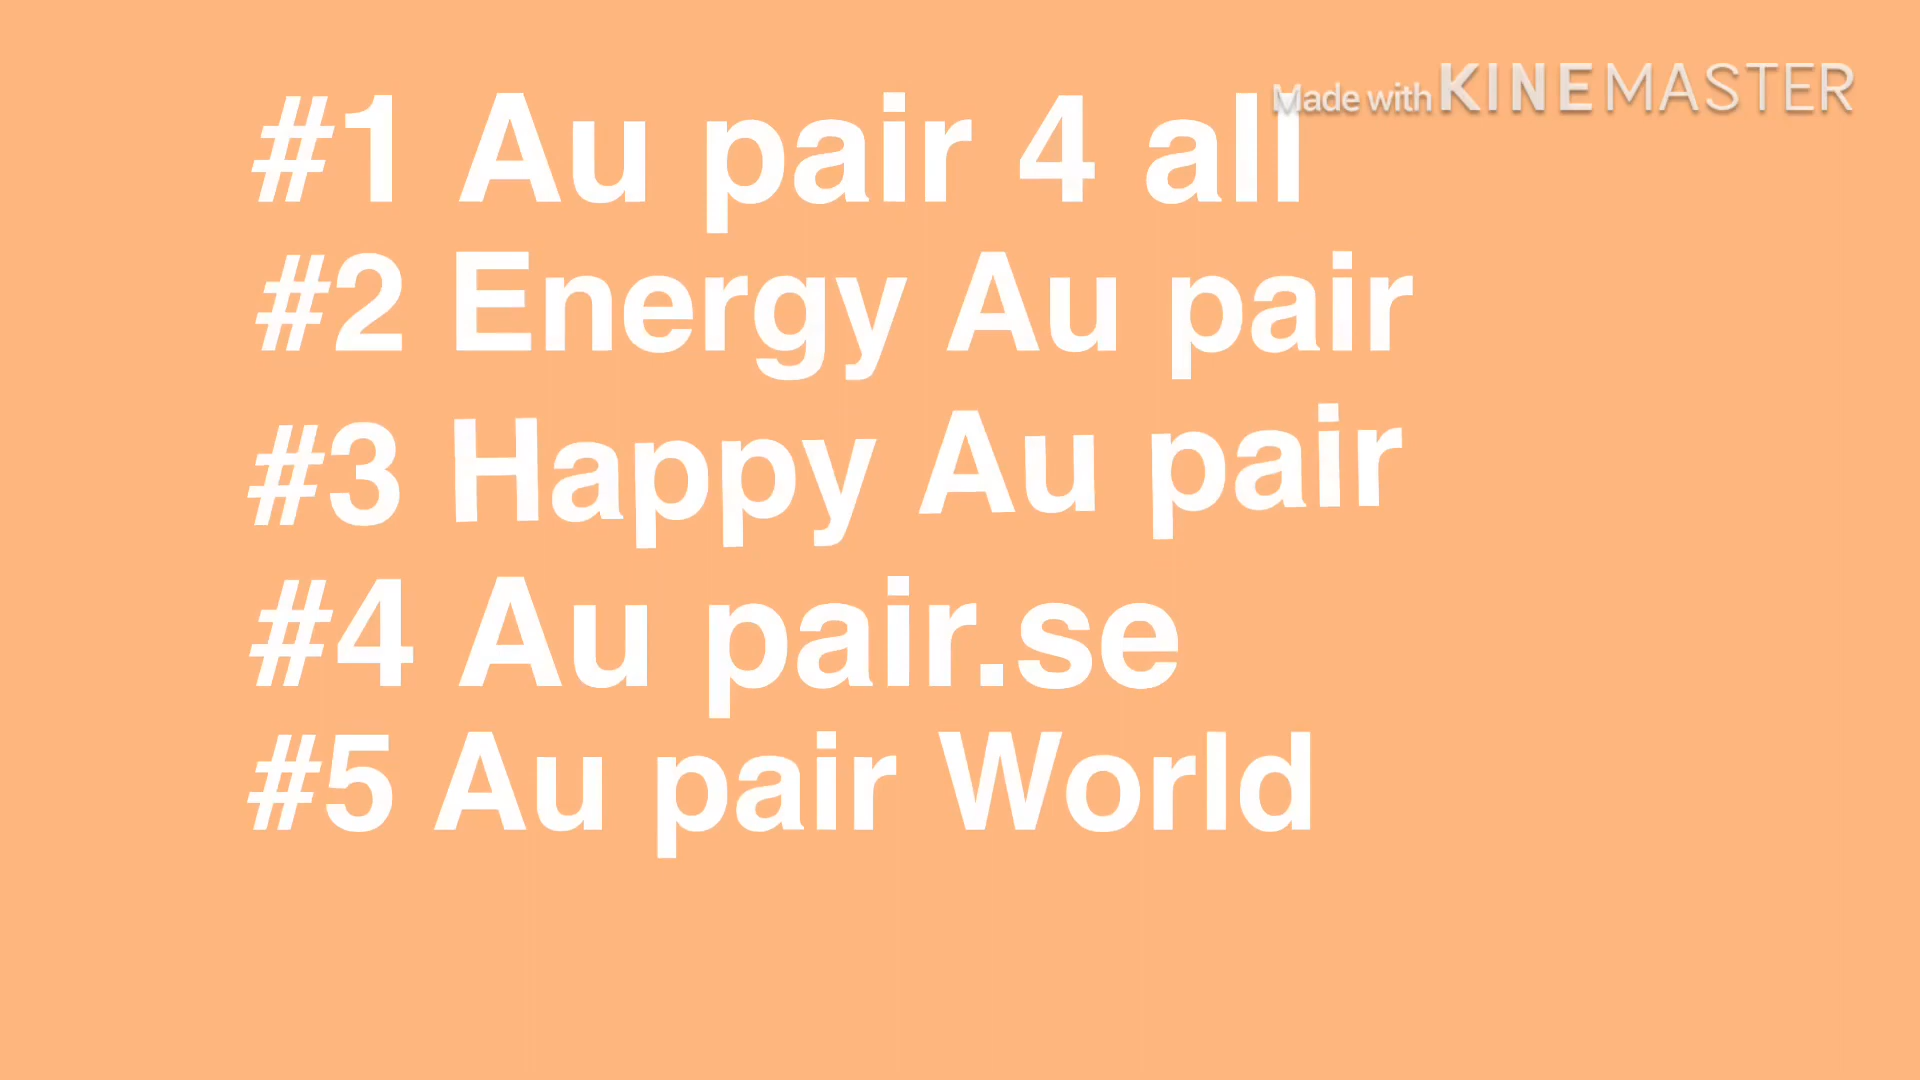 Made with KINEMASTER
#1 Au pair 4 all
#2 Energy Au pair
#3 Happy Au pair
#4 Au pair.se
#5 Au pair World